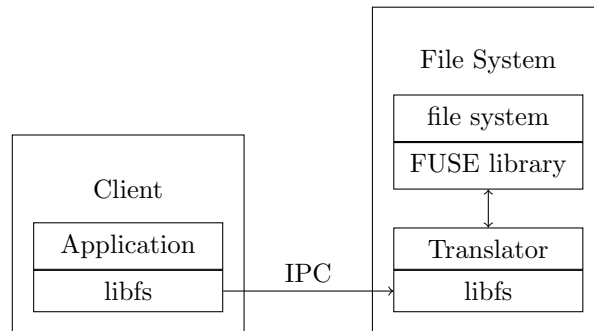 File System
file system
FUSE library
Client
Application
libfs
IPC
Translator
libfs